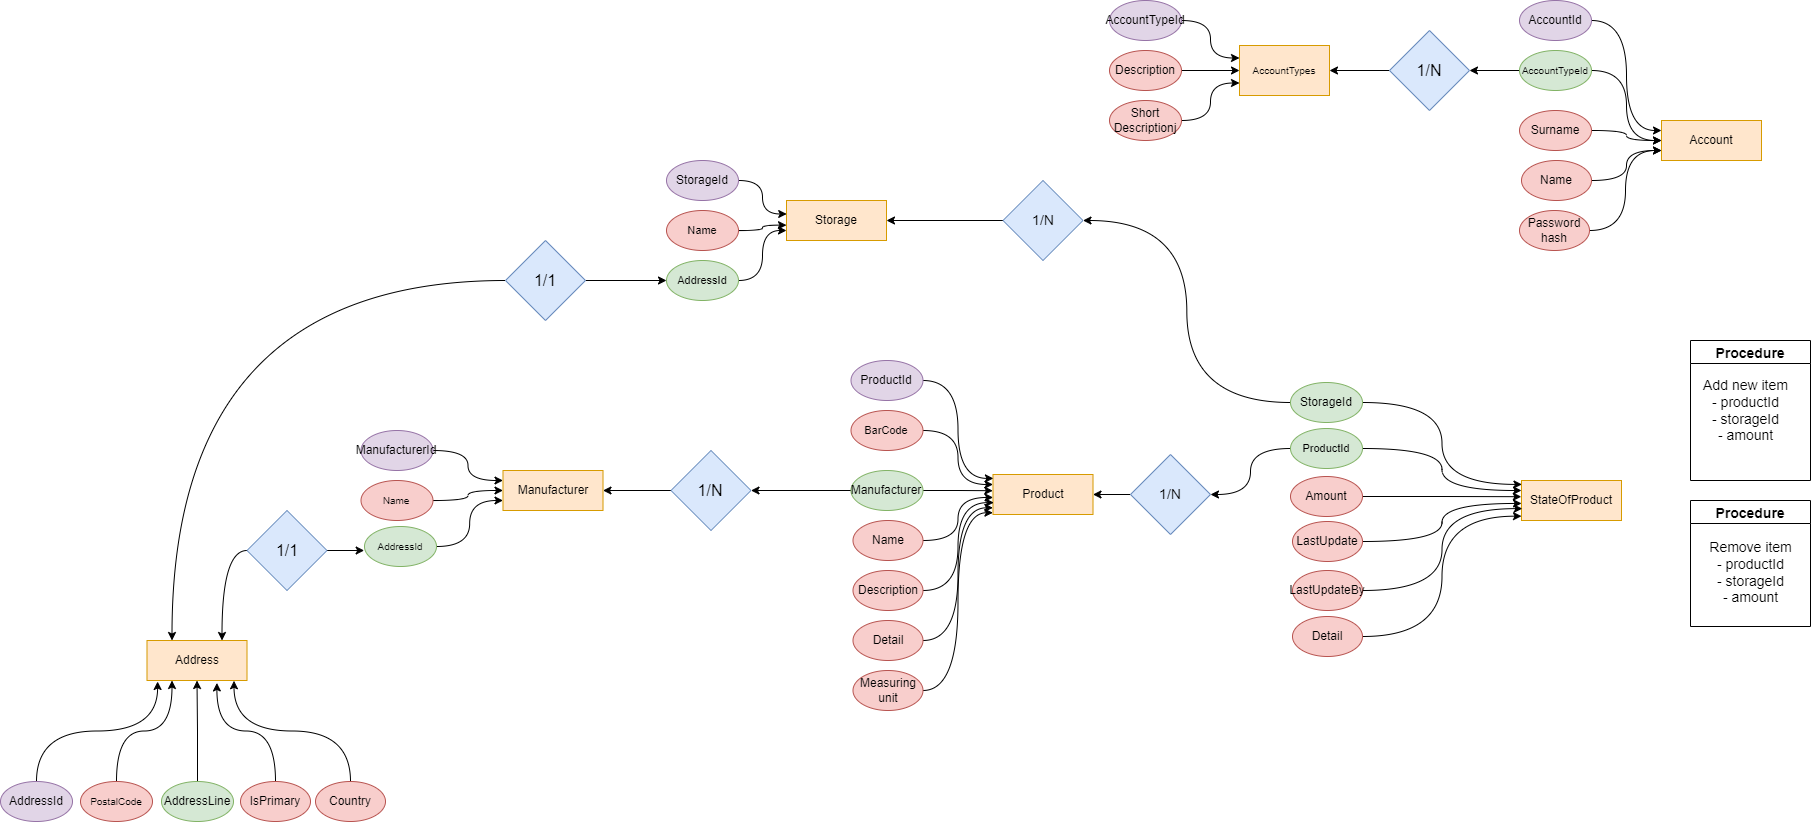 AccountTypeId
Description
Short
Descriptionj
AccountTypes
1/N
AccountId
AccountTypeId
Surname
Name
Password
hash
Account
StorageId
Name
AddressId
Storage
1/N
1/1
ProductId
BarCode
Manufacturer
Name
Description
Detail
Measuring
unit
Product
1/N
StorageId
ProductId
Amount
LastUpdate
LastUpdateBy
Detail
StateOfProduct
Procedure
Add new item
- productId
- storageId
- amount
Procedure
Remove item
- productId
- storageId
- amount
ManufacturerId
Name
AddressId
Manufacturer
1/N
1/1
Address
AddressId
PostalCode
AddressLine
IsPrimary
Country